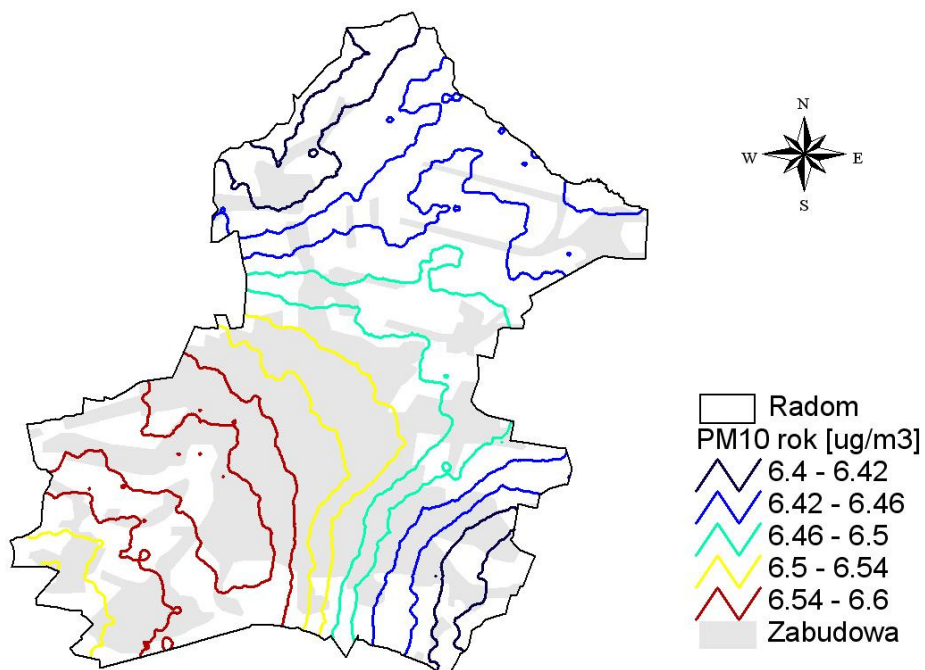 N
W E
S
Radom
PM10 rok [ug/m3]
6.4 - 6.42
6.42 - 6.46
6.46 - 6.5
6.5 - 6.54
6.54 - 6.6
Zabudowa